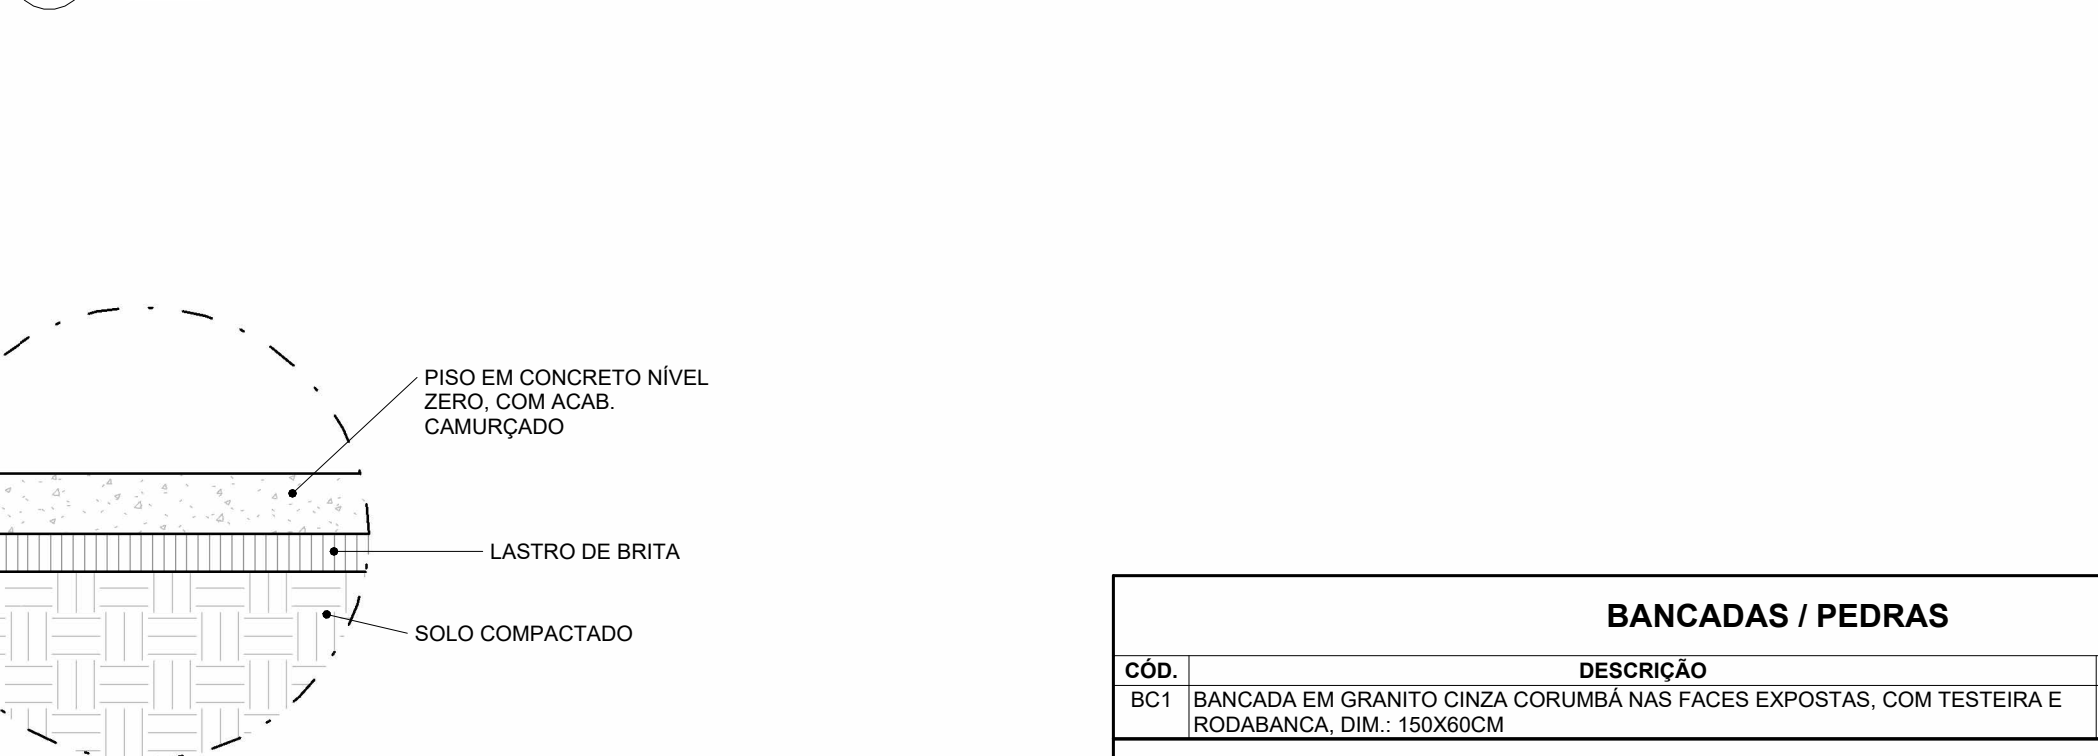 PISO EM CONCRETO NÍVEL
ZERO, COM ACAB.
CAMURÇADO
LASTRO DE BRITA
SOLO COMPACTADO
BANCADAS / PEDRAS
CÓD. DESCRIÇÃO
BC1 BANCADA EM GRANITO CINZA CORUMBÁ NAS FACES EXPOSTAS, COM TESTEIRA E
RODABANCA, DIM.: 150X60CM